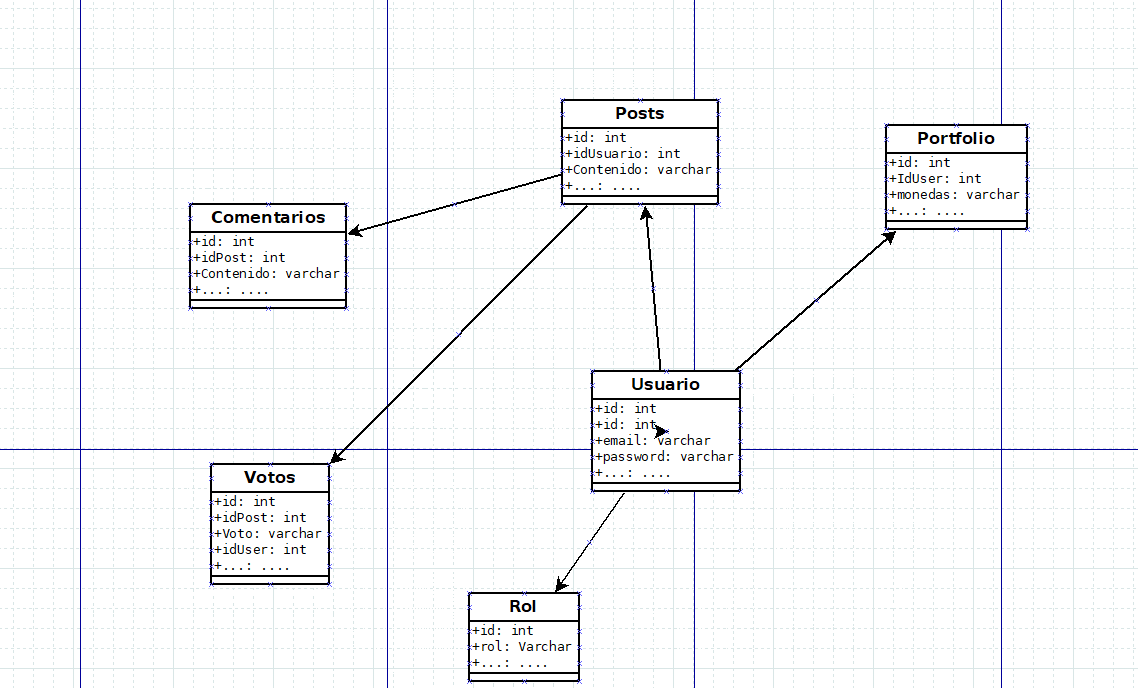 Posts
+id: int
+idUsuario: int
+Contenido: varchar
+...: ....
Portfolio
+id: int
+IdUser: int
+monedas: varchar
+...: ....
Comentarios
+id: int
+idPost: int
+Contenido: varchar
+...: ....
Usuario
+id: int
+id: int
+email: varchar
+password: varchar
+...: ....
Votos
+id: int
+idPost: int
+Voto: varchar
+idUser: int
+...: ....
Rol
+id: int
+rol: Varchar
+...: ....